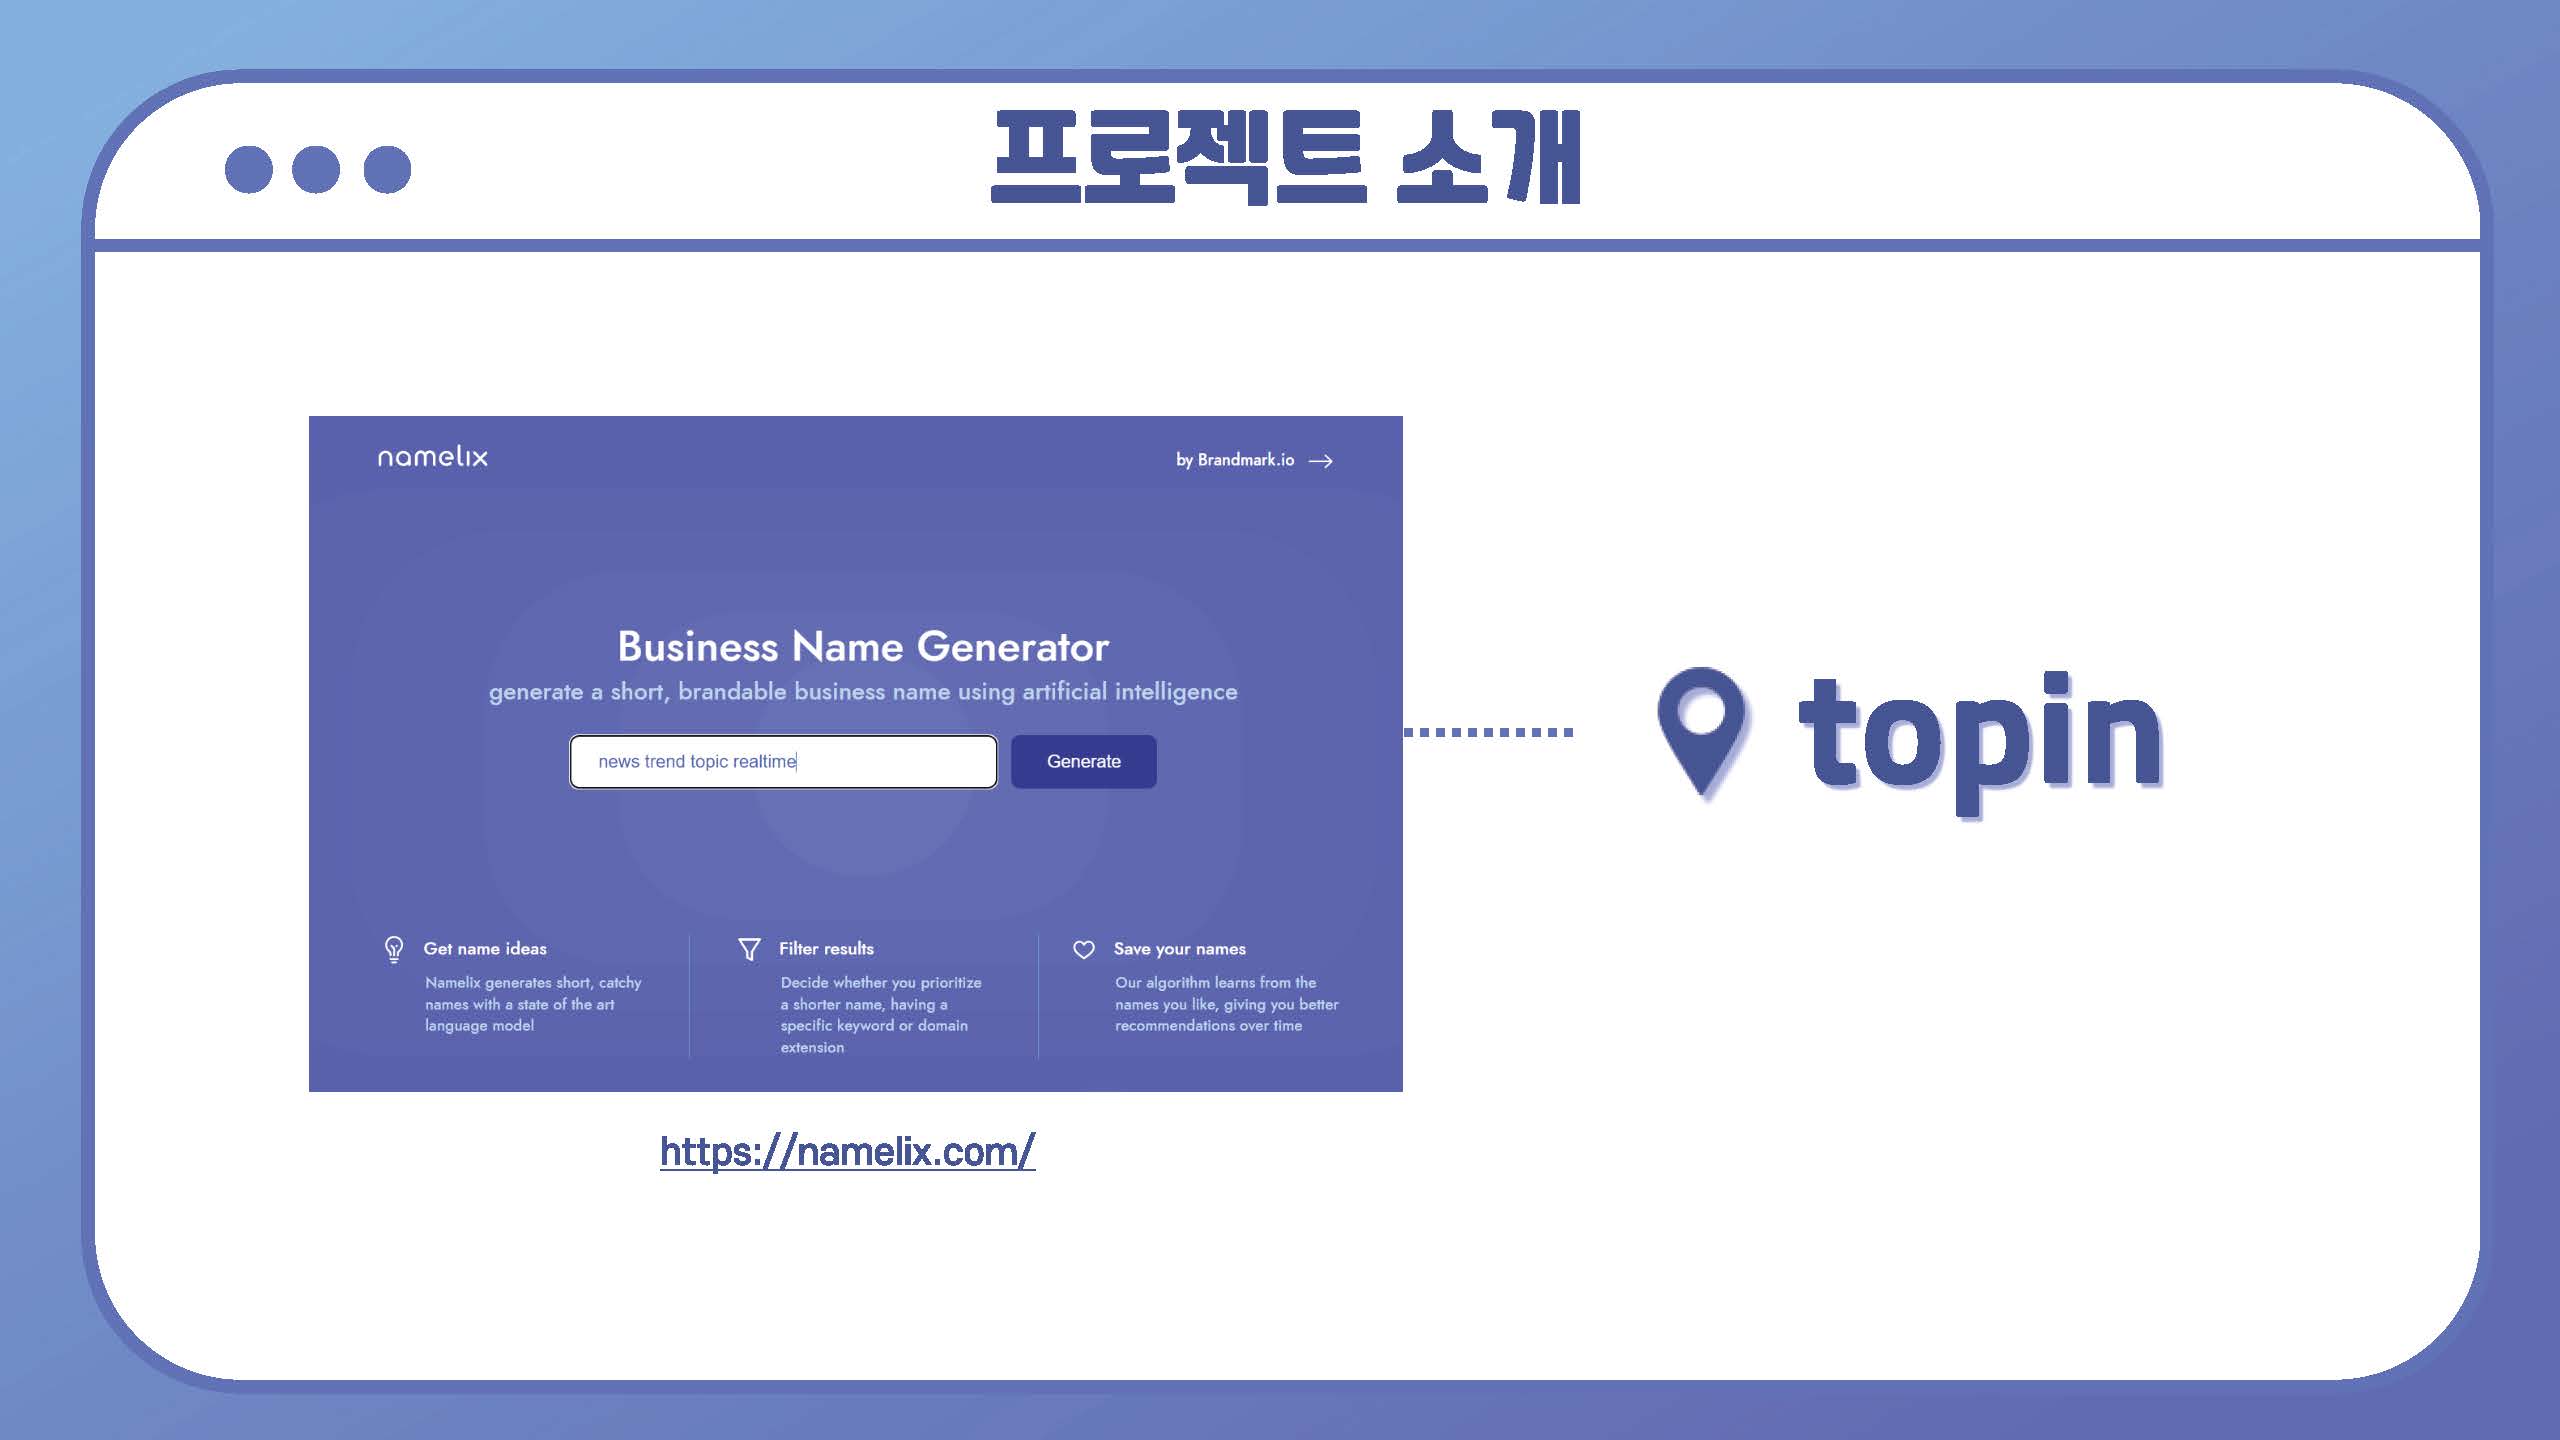 프로젝트 소개
namelix
by Brandmark.io
Business Name Generator
generate a short, brandable business name using artificial intelligence
news trend topic realtime
Generate
topin
Get name ideas
Namelix generates short, catchy
names with a state of the art
language model
Filter results
Decide whether you prioritize
a shorter name, having a
specific keyword or domain
extension
Save your names
Our algorithm learns from the
names you like, giving you better
recommendations over time
https://namelix.com/